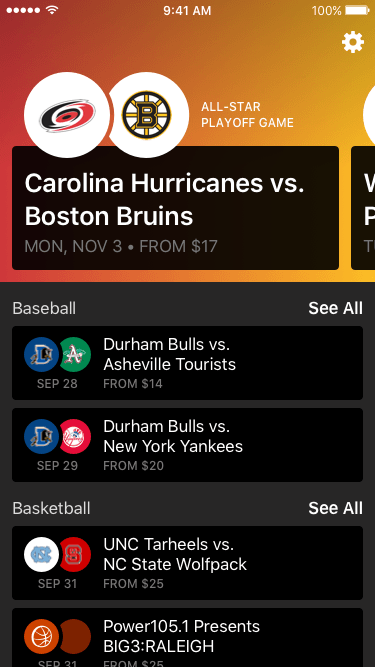 9:41 AM
100%
ALL-STAR
PLAYOFF GAME
Carolina Hurricanes vs.
Boston Bruins
MON, NOV 3 • FROM $17
Baseball
See All
Durham Bulls vs.
Asheville Tourists
SEP 28
FROM $14
Durham Bulls vs.
New York Yankees
SEP 29
FROM $20
Basketball
See All
UNC Tarheels vs.
NC State Wolfpack
SEP 31
FROM $25
Power105.1 Presents
BIG3:RALEIGH
SEP 31
FROM $25